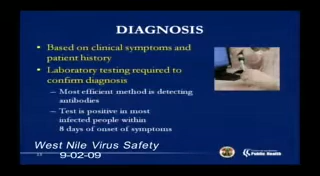 DIAGNOSIS
• Based on clinical symptoms and
patient history
• Laboratory testing required to
confirm diagnosis
– Most efficient method is detecting
antibodies
– Test is positive in most
infected people within
8 days of onset of symptoms
West Nile Virus Safety
9-02-09
Public Health